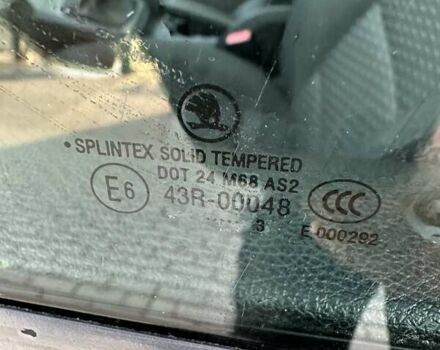 • SPLINTEX SOLID TEMPERED
DOT 24 M68 AS2
E6 43R-00048 CCC
3 E 000292